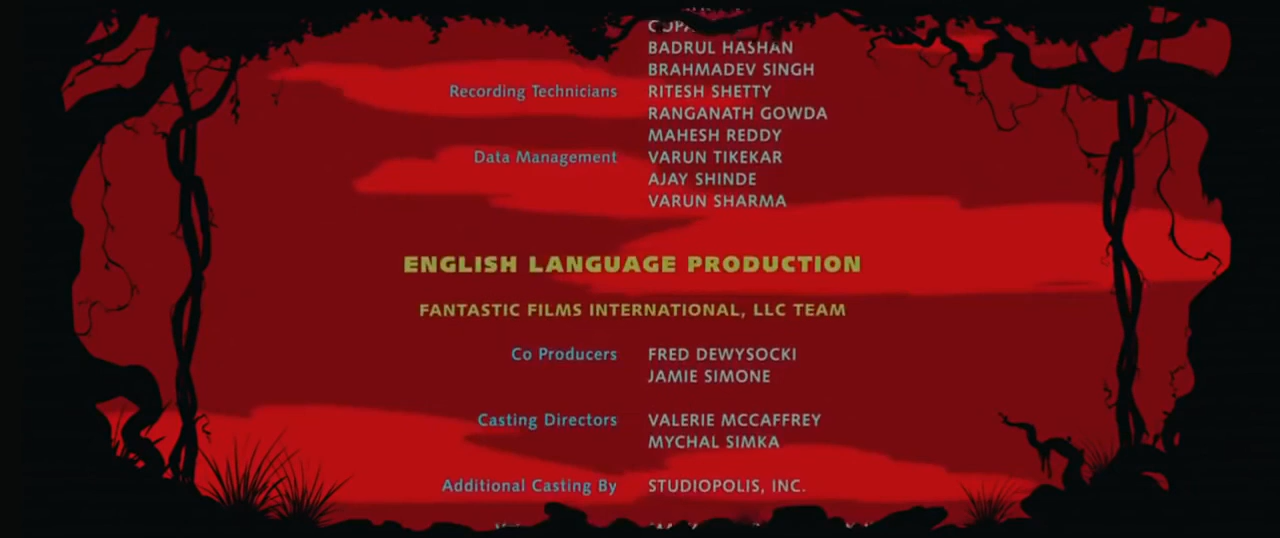 BADRUL HASHAN
BRAHMADEV SINGH
Recording Technicians RITESH SHETTY
RANGANATH GOWDA
MAHESH REDDY
Data Management VARUN TIKEKAR
AJAY SHINDE
VARUN SHARMA
ENGLISH LANGUAGE PRODUCTION
FANTASTIC FILMS INTERNATIONAL, LLC TEAM
Co Producers FRED DEWYSOCKI
JAMIE SIMONE
Casting Directors VALERIE MCCAFFREY
MYCHAL SIMKA
Additional Casting By STUDIOPOLIS, INC.